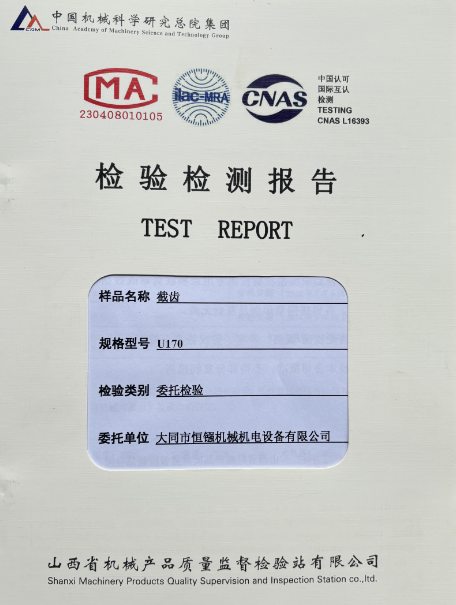 中国机械科学研究总院集团
China Academy of Machinery Science and Technology Group
CAM
MA
230408010105
ilac-MRA
CNAS
中国认可
国际互认
检测
TESTING
CNAS L16393
检验检测报告
TEST REPORT
样品名称 截齿
规格型号 U170
检验类别 委托检验
委托单位 大同市恒镪机械机电设备有限公司
山西省机械产品质量监督检验站有限公司
Shanxi Machinery Products Quality Supervision and Inspection Station co.,ltd.